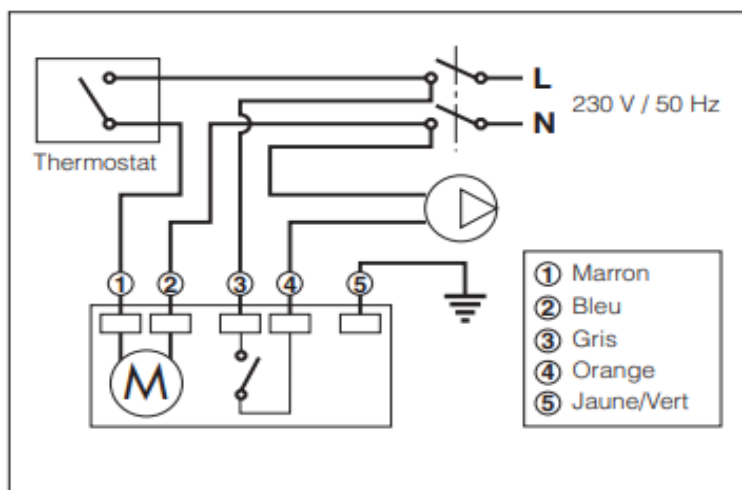 L
230 V / 50 Hz
N
Thermostat
1 2 3 4 5
M
① Marron
② Bleu
③ Gris
④ Orange
⑤ Jaune/Vert